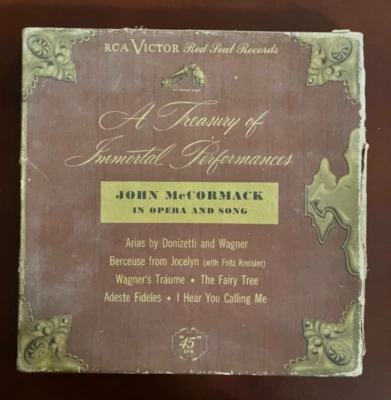 RCA VICTOR Red Seal Records
A Treasury of
Immortal Performances
JOHN McCORMACK
IN OPERA AND SONG
Arias by Donizetti and Wagner
Berceuse from Jocelyn (with Fritz Kreisler)
Wagner's Träume • The Fairy Tree
Adeste Fideles • I Hear You Calling Me
"45"
RPM